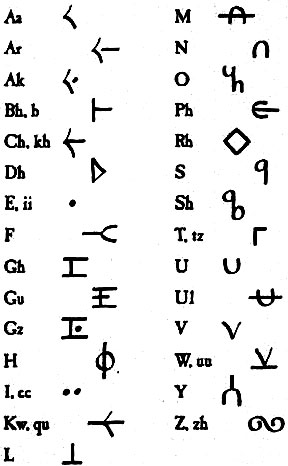 Aa
Ar
Ak
Bh, b
Ch, kh
Dh
E, ii
F
Gh
Gu
Gz
H
I, cc
Kw, qu
L
M
N
O
Ph
Rh
S
Sh
T, tz
U
Ul
V
W, uu
Y
Z, zh